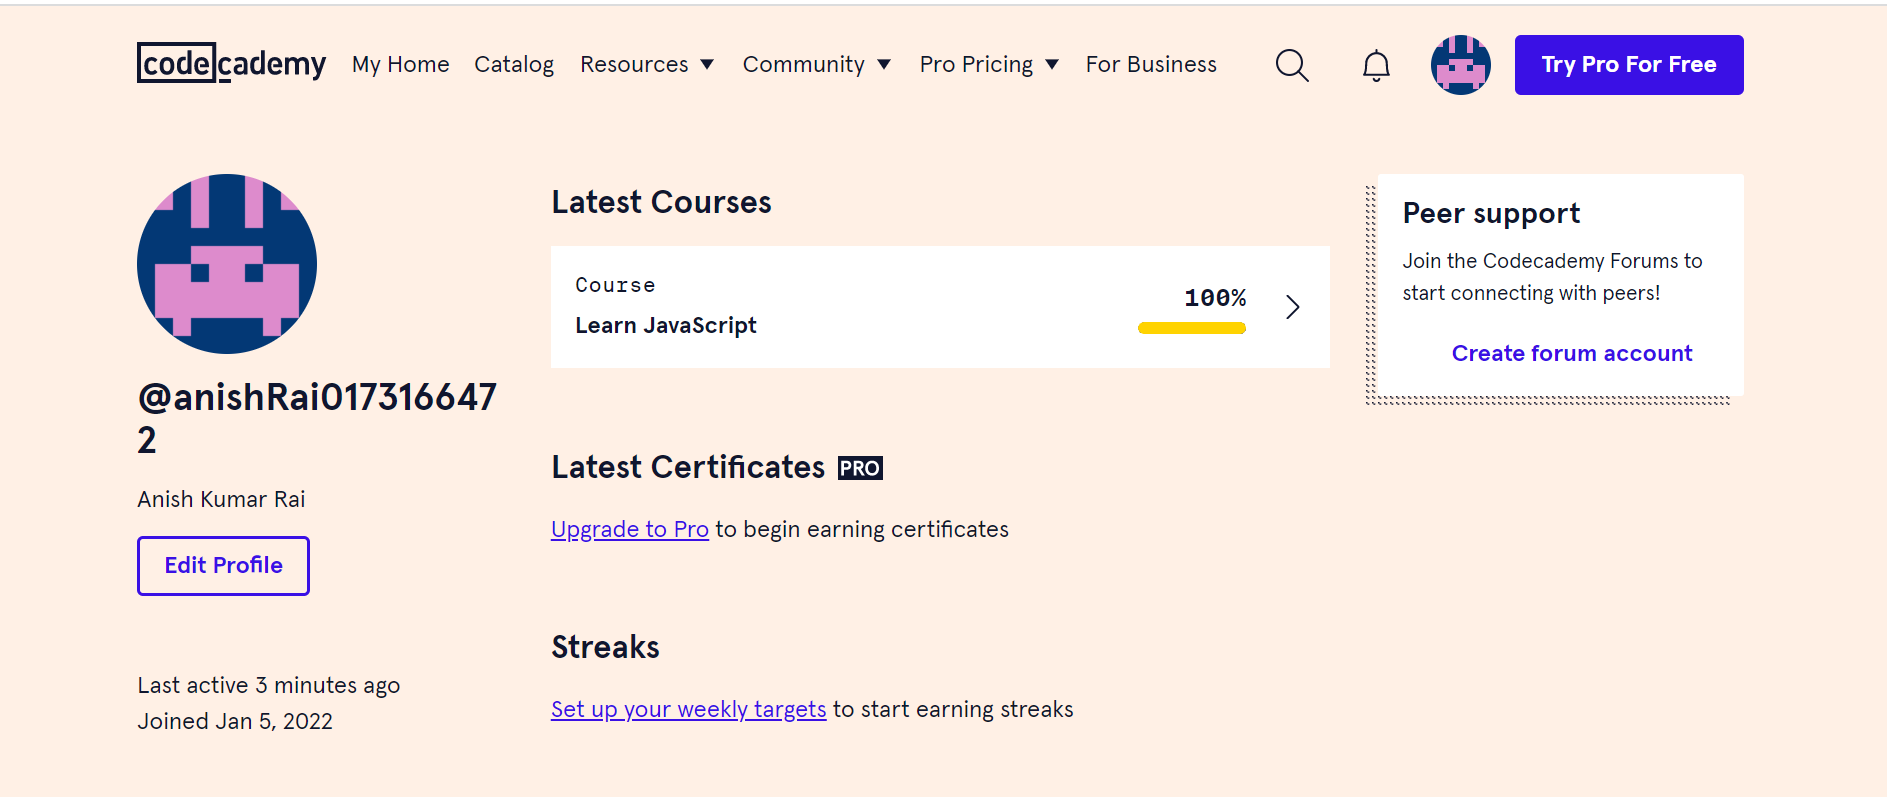 codecademy My Home Catalog Resources Community Pro Pricing For Business Try Pro For Free
@anishRai017316647
2
Anish Kumar Rai
Edit Profile
Last active 3 minutes ago
Joined Jan 5, 2022
Latest Courses
Course
Learn JavaScript
100%
Latest Certificates PRO
Upgrade to Pro to begin earning certificates
Streaks
Set up your weekly targets to start earning streaks
Peer support
Join the Codecademy Forums to
start connecting with peers!
Create forum account